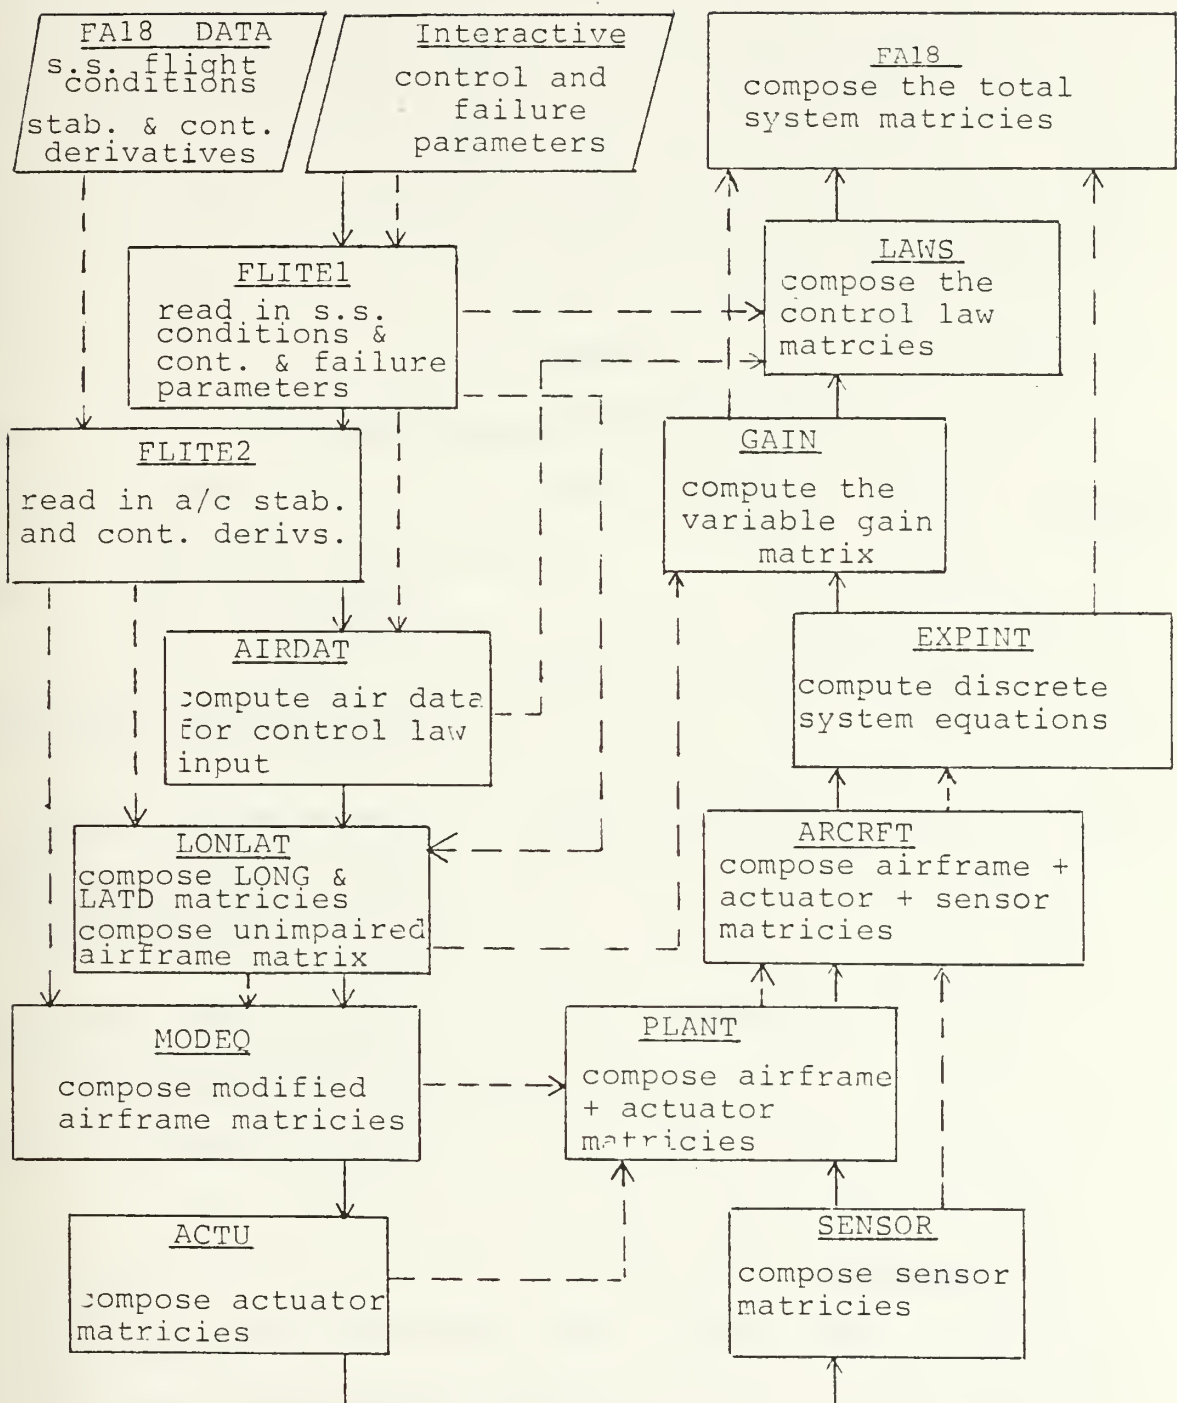 FA18 DATA
s.s. flight
conditions
stab. & cont.
derivatives
Interactive
control and
failure
parameters
FA18
compose the total
system matricies
FLITE1
read in s.s.
conditions &
cont. & failure
parameters
LAWS
compose the
control law
matrcies
FLITE2
read in a/c stab.
and cont. derivs.
GAIN
compute the
variable gain
matrix
AIRDAT
compute air data
for control law
input
EXPINT
compute discrete
system equations
LONLAT
compose LONG &
LATD matricies
compose unimpaired
airframe matrix
ARCRFT
compose airframe +
actuator + sensor
matricies
MODEQ
compose modified
airframe matricies
PLANT
compose airframe
+ actuator
matricies
ACTU
compose actuator
matricies
SENSOR
compose sensor
matricies